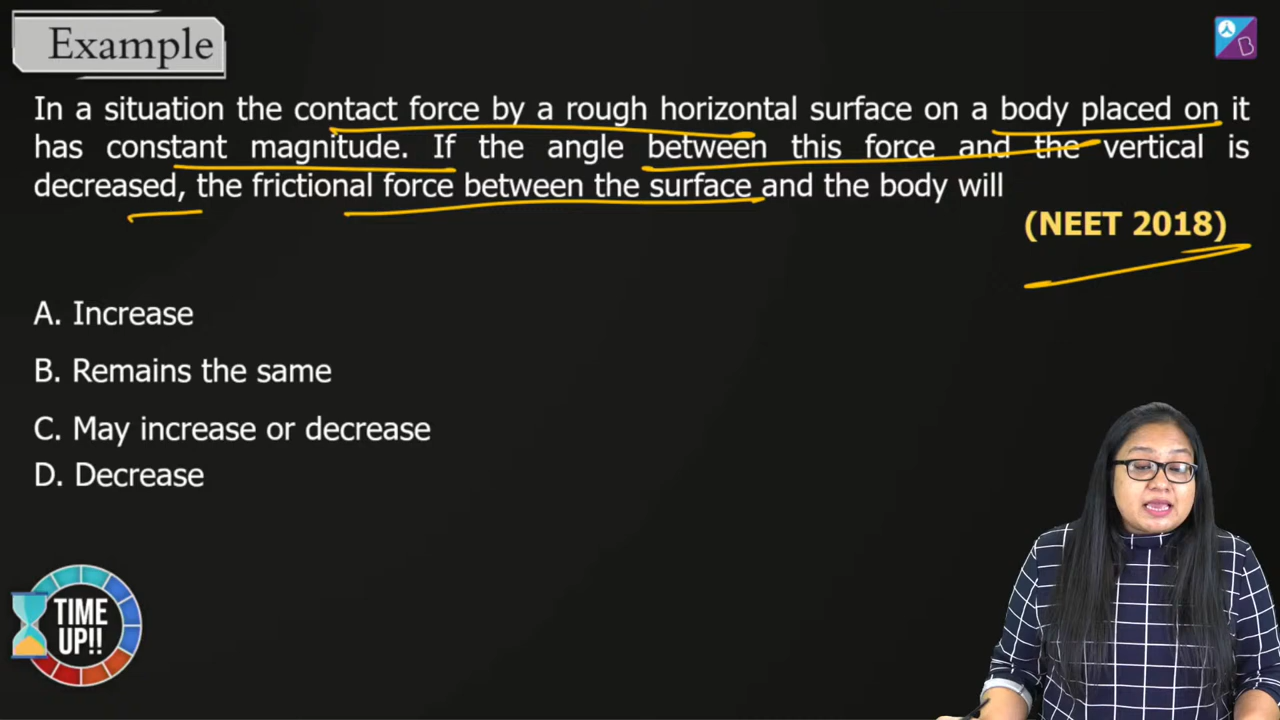 Example
In a situation the contact force by a rough horizontal surface on a body placed on it
has constant magnitude. If the angle between this force and the vertical is
decreased, the frictional force between the surface and the body will
(NEET 2018)
A. Increase
B. Remains the same
C. May increase or decrease
D. Decrease
TIME
UP!!
B